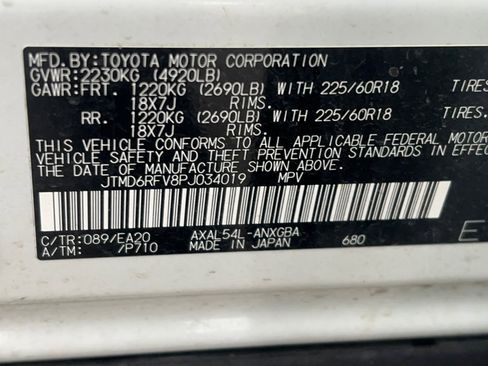 MFD.BY:TOYOTA MOTOR CORPORATION
GVWR:2230KG (4920LB)
GAWR:FRT. 1220KG (2690LB) WITH 225/60R18 TIRES
18X7J RIMS.
RR. 1220KG (2690LB) WITH 225/60R18 TIRES.
18X7J RIMS.
THIS VEHICLE CONFORMS TO ALL APPLICABLE FEDERAL MOTOR
VEHICLE SAFETY AND BUMPER STANDARDS IN EFFEC
THE DATE OF MANUFACTURE SHOWN ABOVE.
JTMD6RFV8PJ034019 MPV
C/TR:089/EA20 AXAL54L-ANXGBA 680
A/TM: /P710 MADE IN JAPAN E